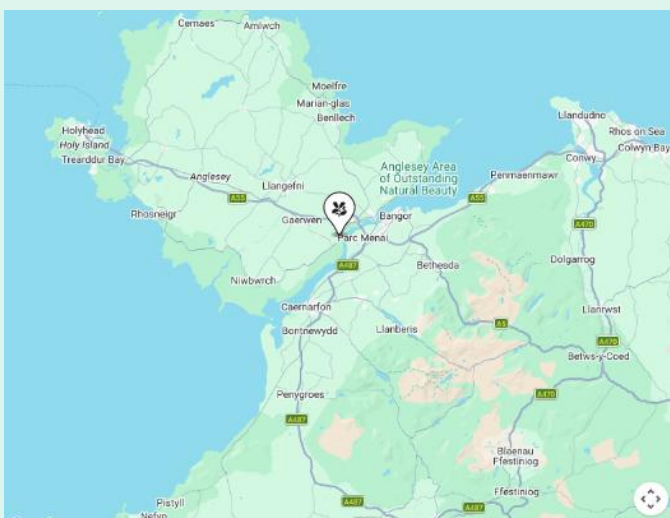 Cemaes
Amlwch
Moelfre
Marian-glas
Benllech
Llandudno
Holyhead
Holy Island
Trearddur Bay
Rhos on Sea
Colwyn Bay
Conwy
Anglesey Area
of Outstanding
Natural Beauty
Anglesey
Llangefni
Penmaenmawr
A55
A55
Rhosneigr
Gaerwen
Bangor
A470
Parc Menai
Dolgarrog
A487
Bethesda
Niwbwrch
Caernarfon
Llanrwst
Bontnewydd
Llanberis
A5
A470
Betws-y-Coed
Penygroes
A470
A487
Blaenau
Ffestiniog
Ffestiniog
Pistyll
Nefyn
A487